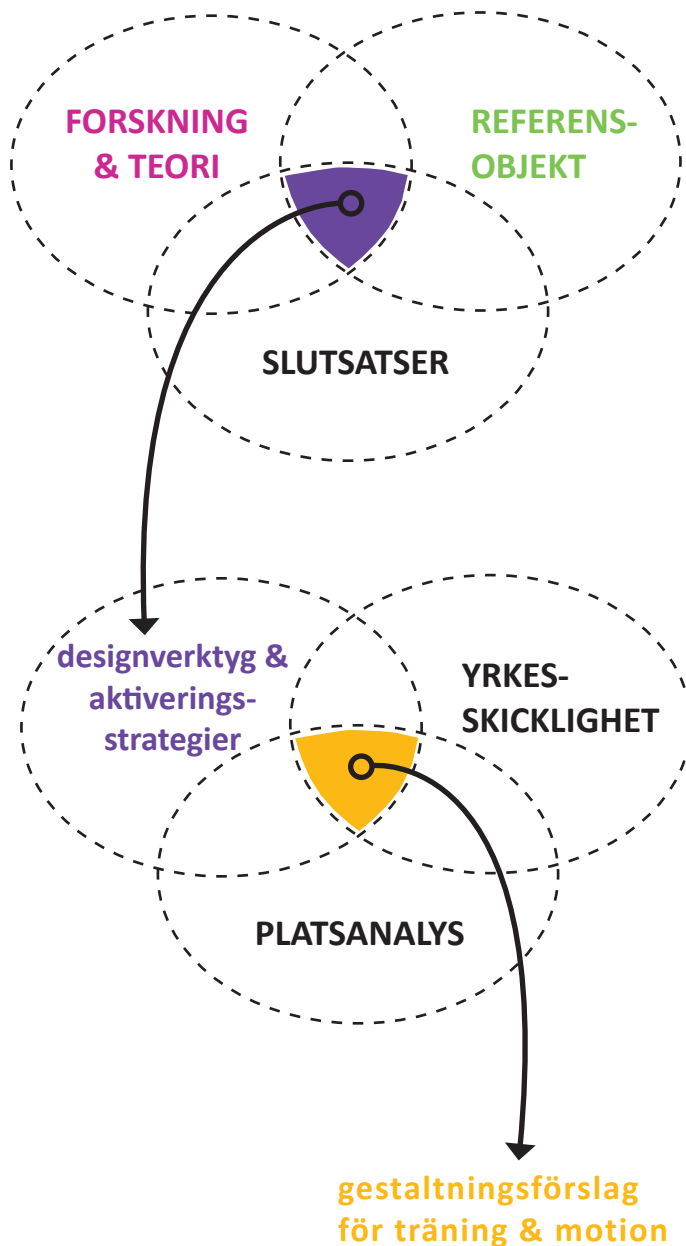 FORSKNING
& TEORI
REFERENS-
OBJEKT
SLUTSATSER
designverktyg &
aktiverings-
strategier
YRKES-
SKICKLIGHET
PLATSANALYS
gestaltningsförslag
för träning & motion